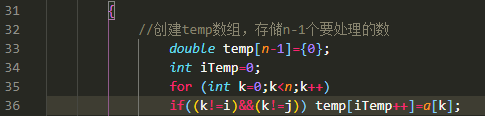 31 {
32 //创建temp数组，存储n-1个要处理的数
33 double temp[n-1]={0};
34 int iTemp=0;
35 for (int k=0;k<n;k++)
36 if((k!=i)&&(k!=j)) temp[iTemp++]=a[k];